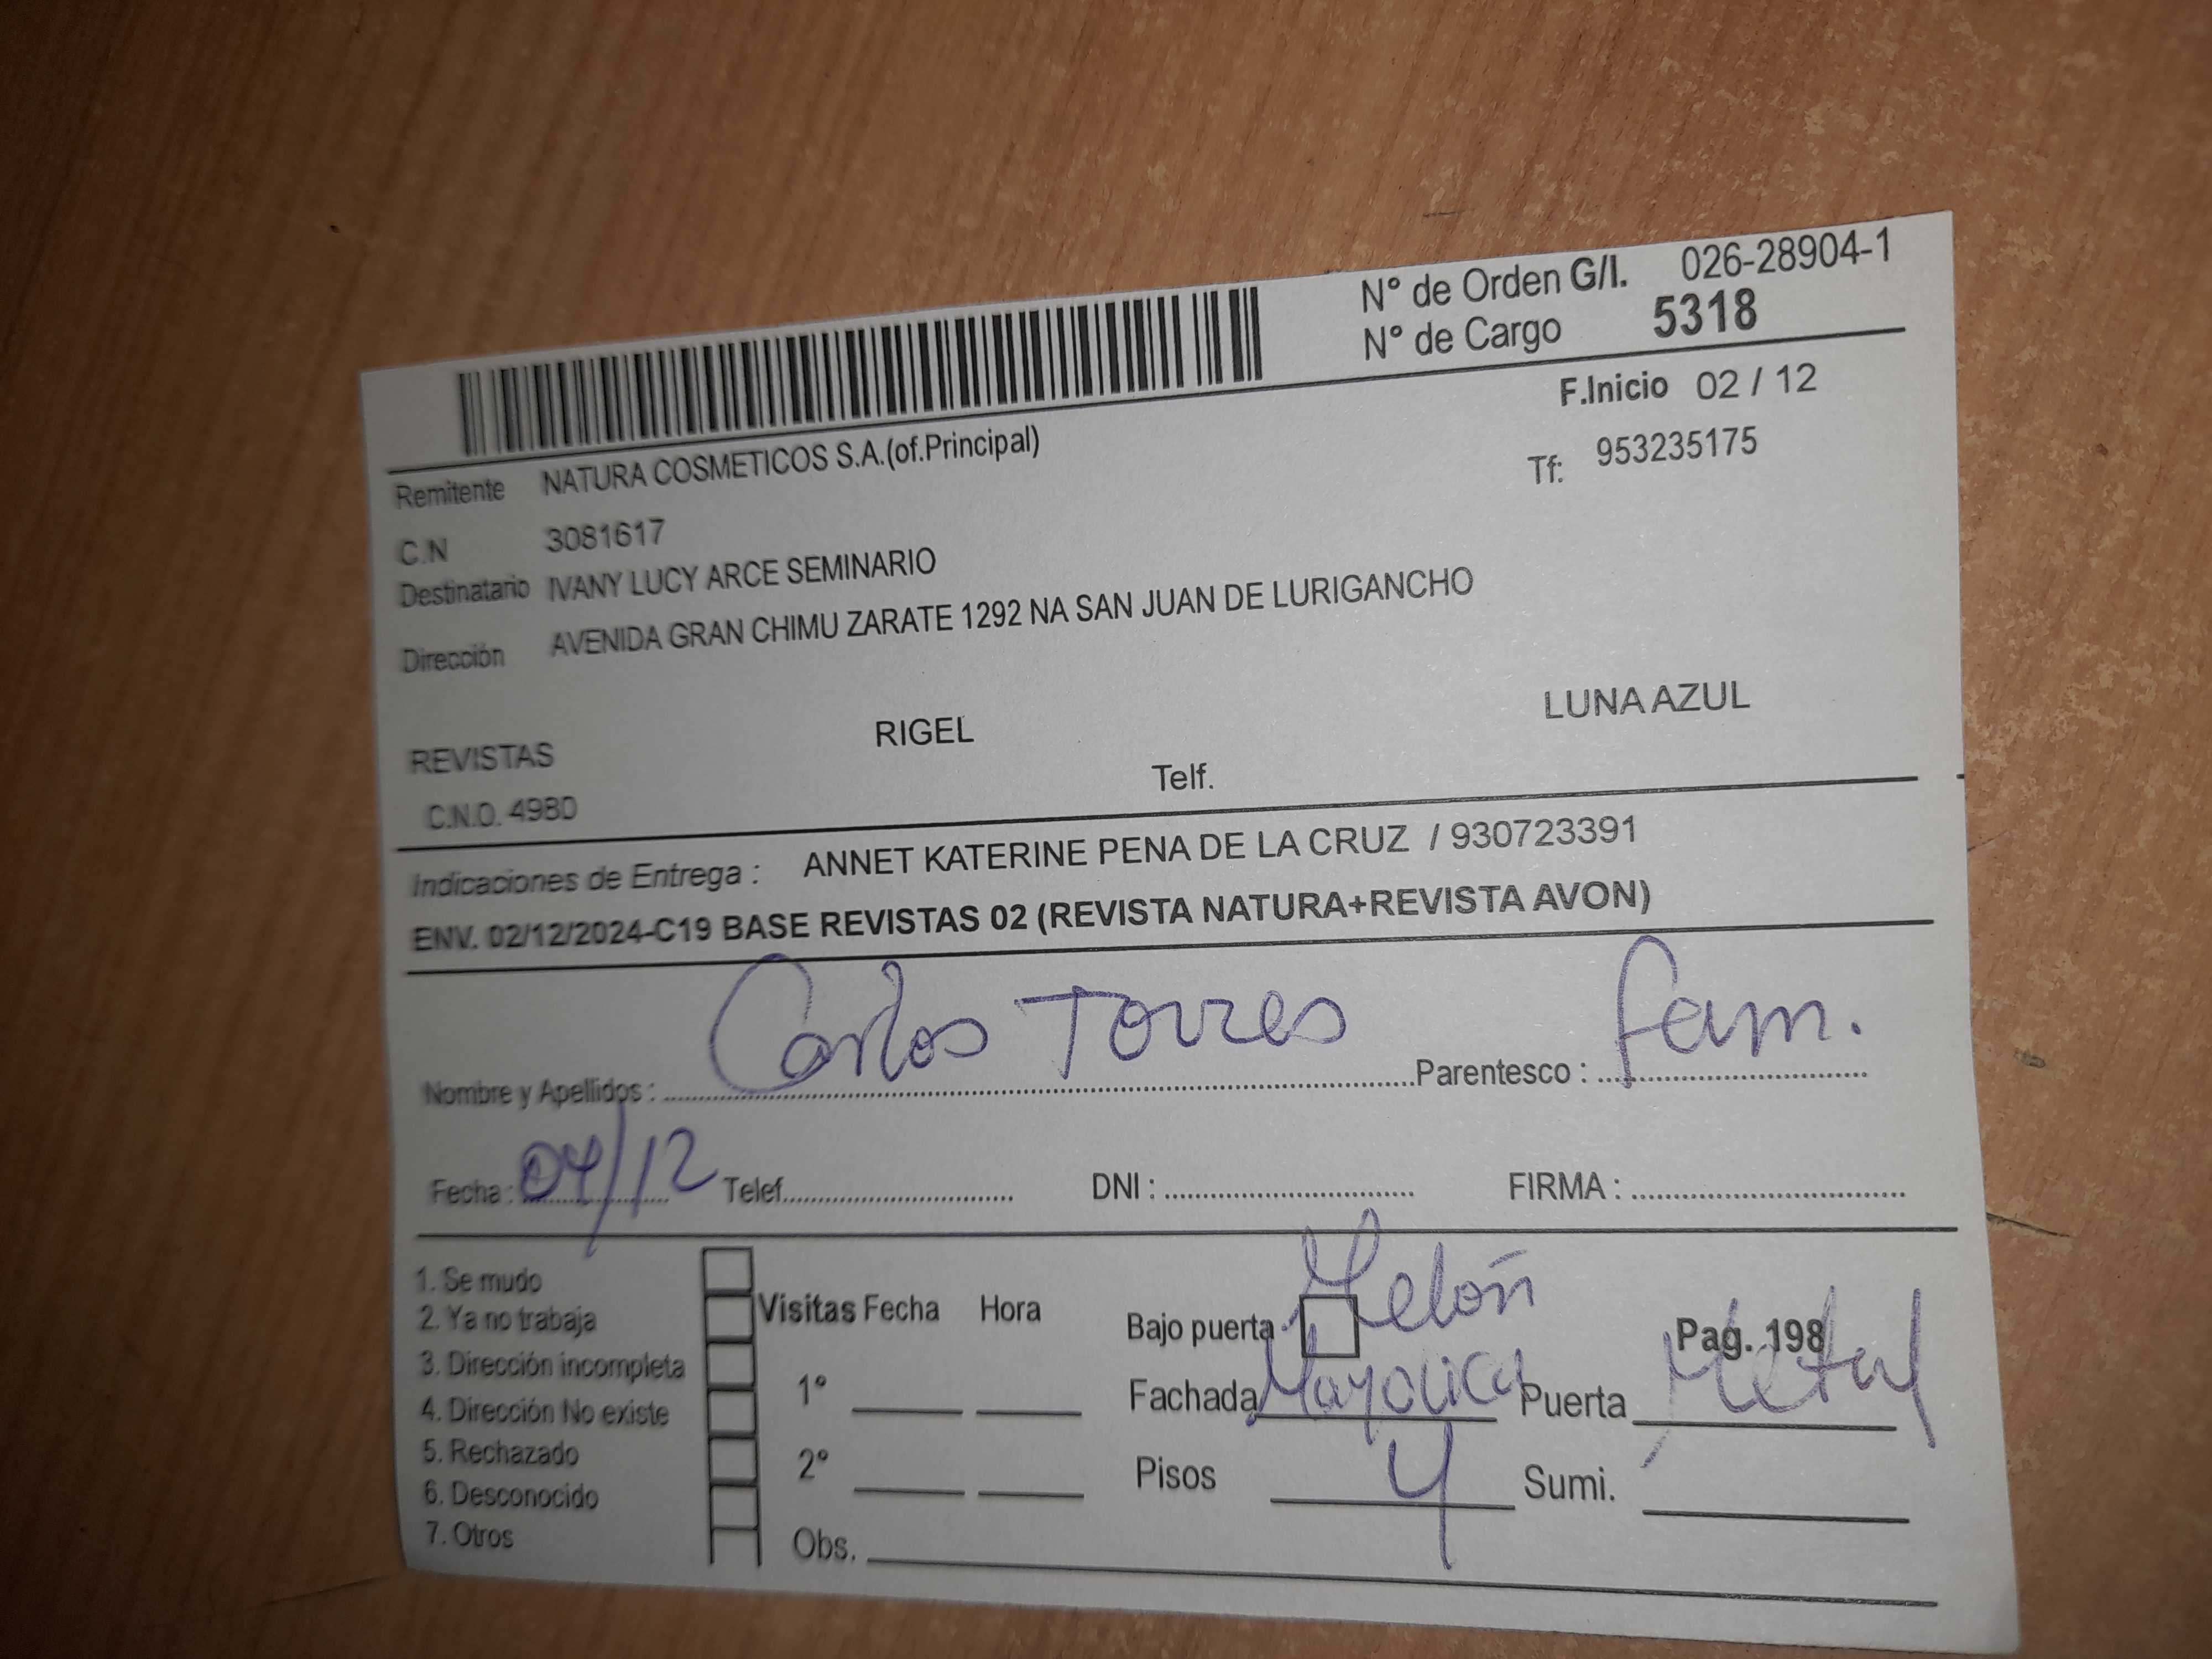 N° de Orden G/I. 026-28904-1
N° de Cargo 5318
F.Inicio 02 / 12
Remitente NATURA COSMETICOS S.A.(of.Principal)
Tf: 953235175
C.N 3081617
Destinatario IVANY LUCY ARCE SEMINARIO
Dirección AVENIDA GRAN CHIMU ZARATE 1292 NA SAN JUAN DE LURIGANCHO
REVISTAS RIGEL LUNA AZUL
C.N.O. 4980 Telf.
Indicaciones de Entrega : ANNET KATERINE PENA DE LA CRUZ / 930723391
ENV. 02/12/2024-C19 BASE REVISTAS 02 (REVISTA NATURA+REVISTA AVON)
Nombre y Apellidos : Carlos Torres Parentesco : fam.
Fecha : 04/12 Telef. DNI : FIRMA :
1. Se mudo
2. Ya no trabaja
3. Dirección incompleta
4. Dirección No existe
5. Rechazado
6. Desconocido
7. Otros
Visitas Fecha Hora
1°
2°
Obs.
Bajo puerta Melón Pag. 198
Fachada Mayolica Puerta Metal
Pisos 4 Sumi.